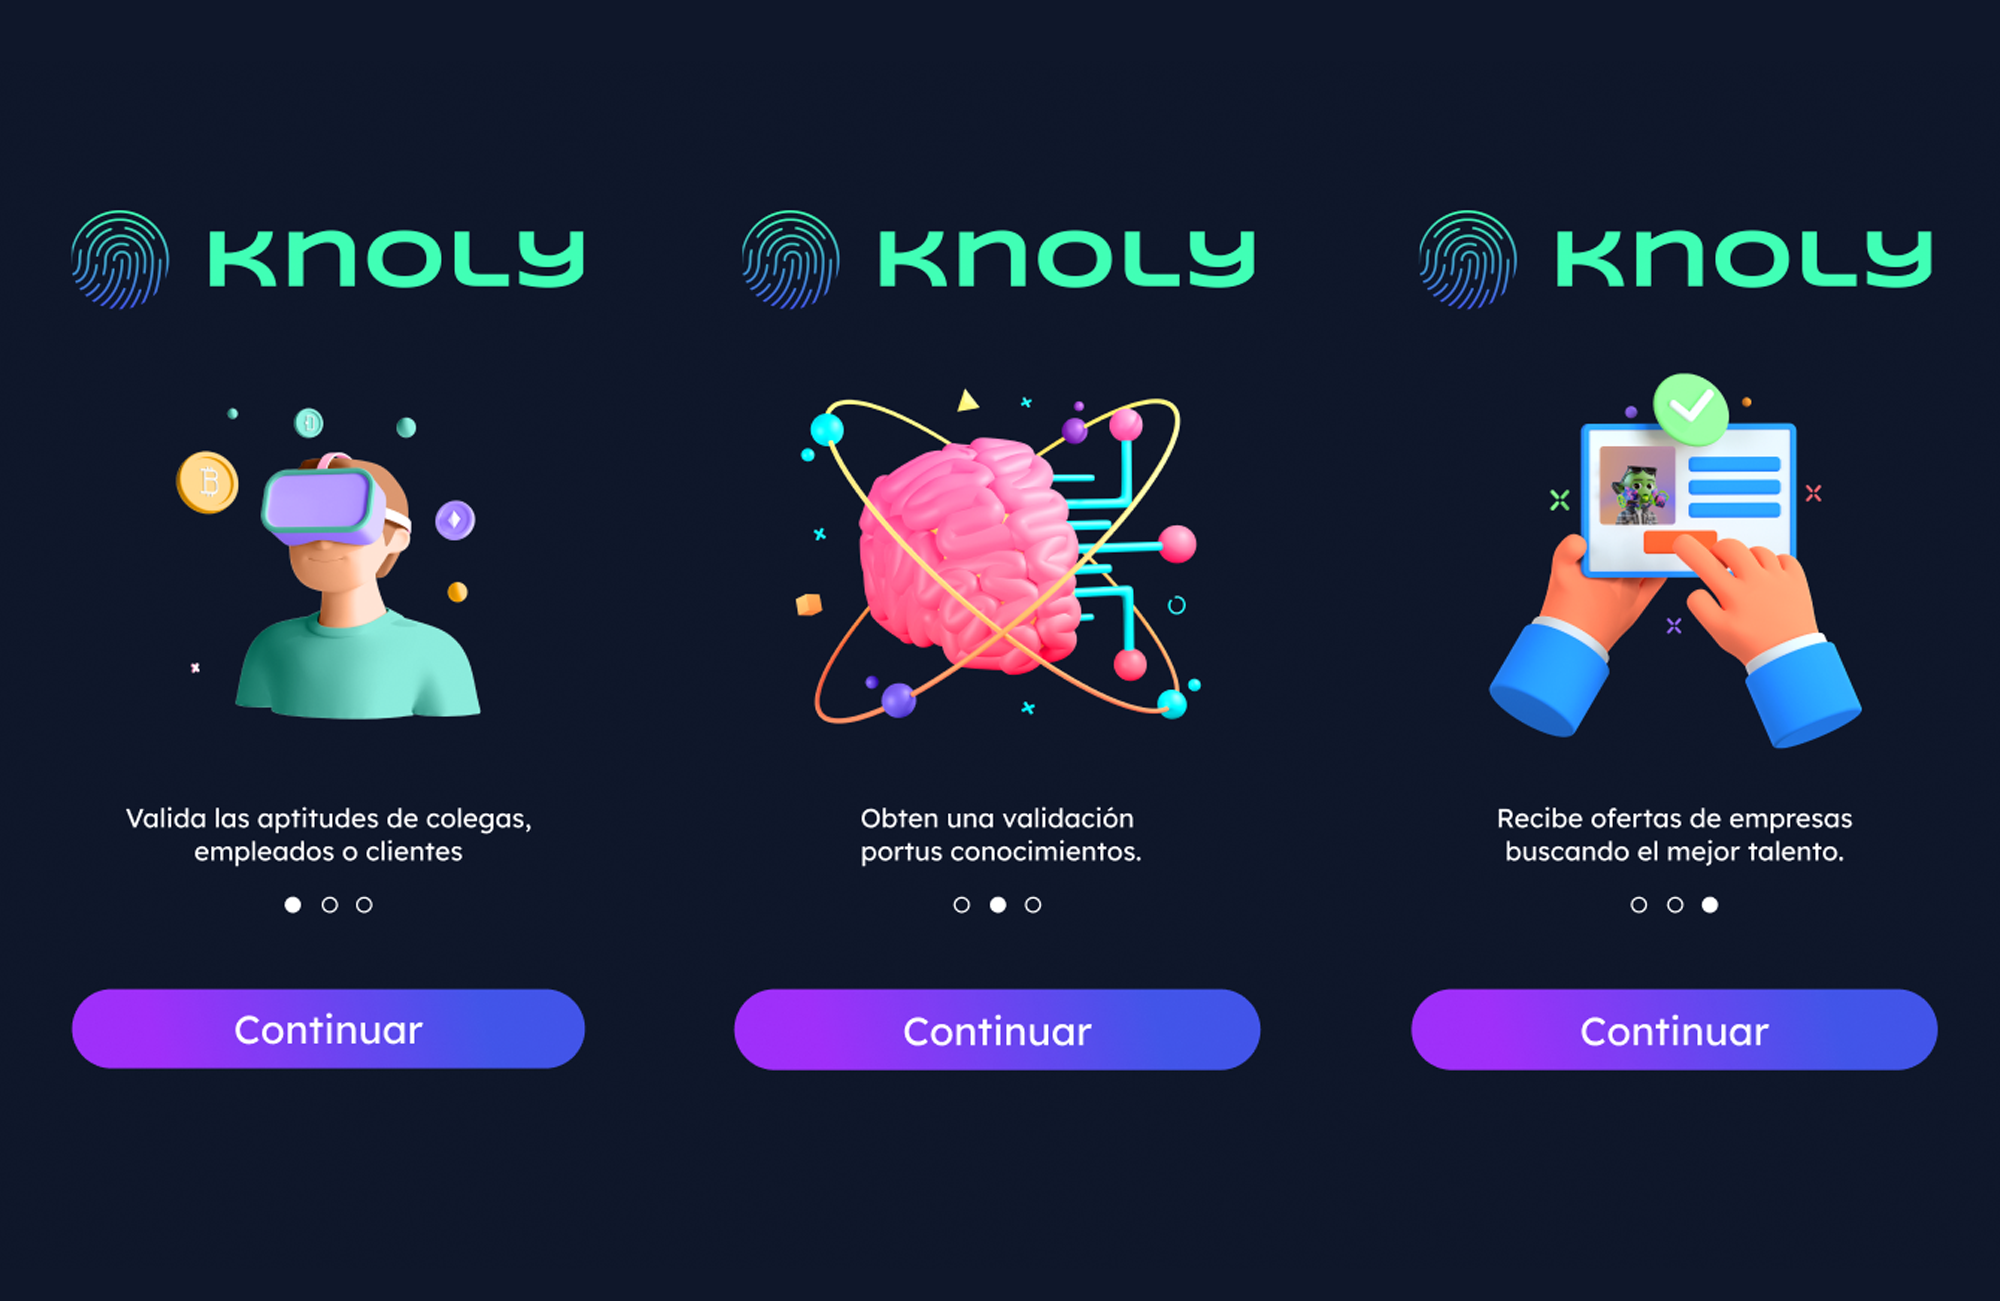 KNOLY
Valida las aptitudes de colegas,
empleados o clientes
Continuar
KNOLY
Obten una validación
portus conocimientos.
Continuar
KNOLY
Recibe ofertas de empresas
buscando el mejor talento.
Continuar